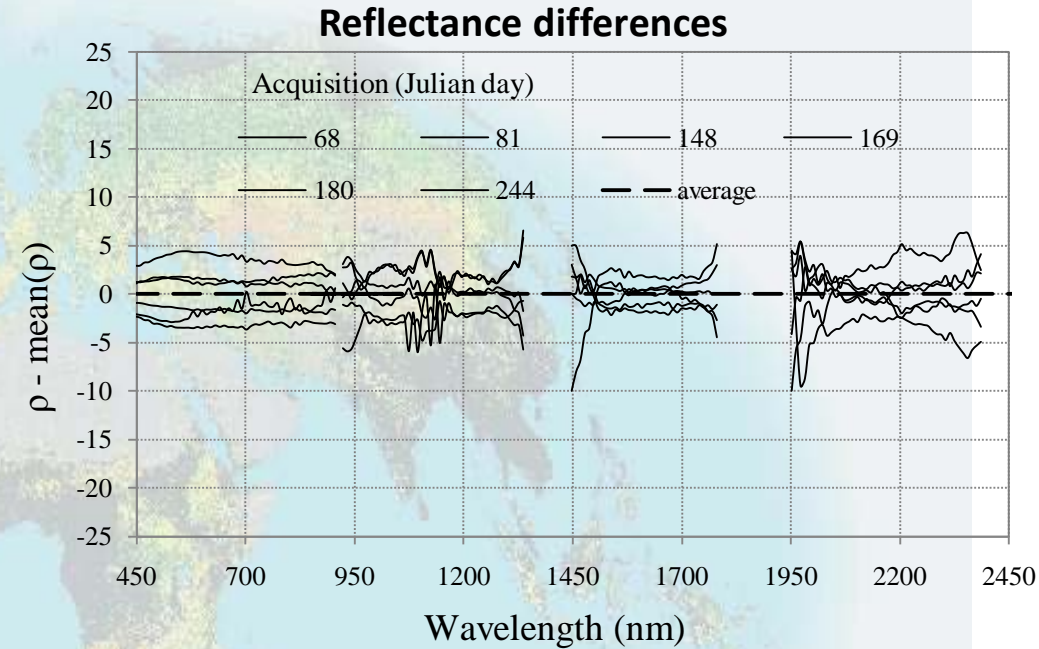 Reflectance differences
25
20
15
10
5
0
-5
-10
-15
-20
-25
ρ - mean(ρ)
Acquisition (Julian day)
68 81 148 169
180 244 average
450 700 950 1200 1450 1700 1950 2200 2450
Wavelength (nm)